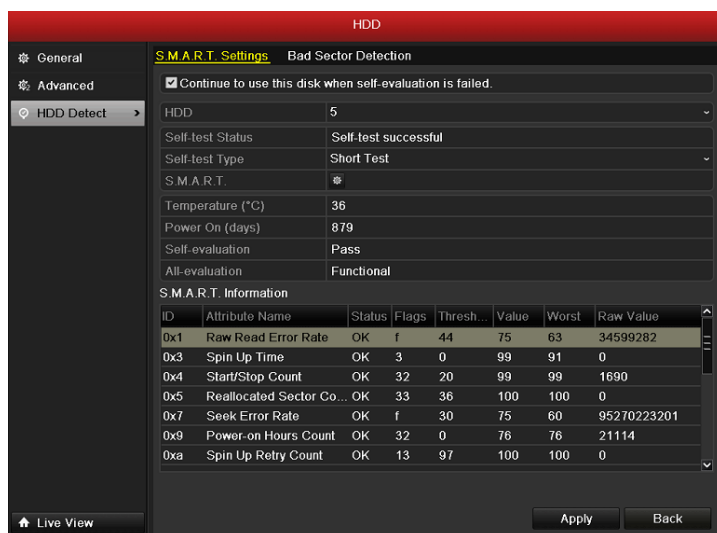 HDD
General
Advanced
HDD Detect
S.M.A.R.T. Settings Bad Sector Detection
Continue to use this disk when self-evaluation is failed.
HDD 5
Self-test Status Self-test successful
Self-test Type Short Test
S.M.A.R.T.
Temperature (°C) 36
Power On (days) 879
Self-evaluation Pass
All-evaluation Functional
S.M.A.R.T. Information
ID Attribute Name Status Flags Thresh... Value Worst Raw Value
0x1 Raw Read Error Rate OK f 44 75 63 34599282
0x3 Spin Up Time OK 3 0 99 91 0
0x4 Start/Stop Count OK 32 20 99 99 1690
0x5 Reallocated Sector Co... OK 33 36 100 100 0
0x7 Seek Error Rate OK f 30 75 60 95270223201
0x9 Power-on Hours Count OK 32 0 76 76 21114
0xa Spin Up Retry Count OK 13 97 100 100 0
Apply Back
Live View